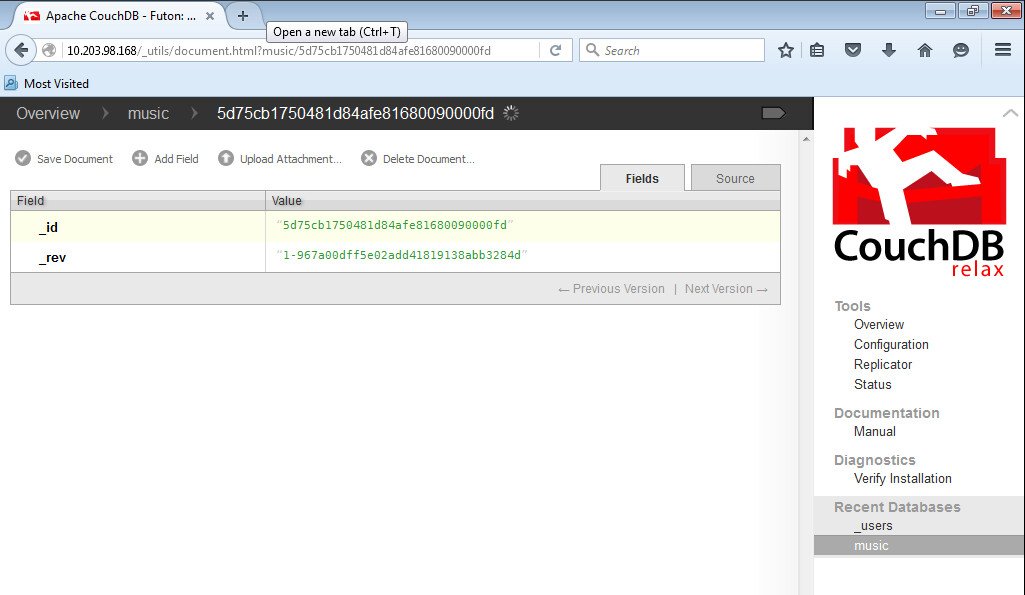 Apache CouchDB - Futon: ...
Open a new tab (Ctrl+T)
10.203.98.168/_utils/document.html?music/5d75cb1750481d84afe81680090000fd
Search
Most Visited
Overview
music
5d75cb1750481d84afe81680090000fd
Save Document
Add Field
Upload Attachment...
Delete Document...
Fields
Source
Field
Value
_id
"5d75cb1750481d84afe81680090000fd"
_rev
"1-967a00dff5e02add41819138abb3284d"
← Previous Version | Next Version →
CouchDB
relax
Tools
Overview
Configuration
Replicator
Status
Documentation
Manual
Diagnostics
Verify Installation
Recent Databases
_users
music